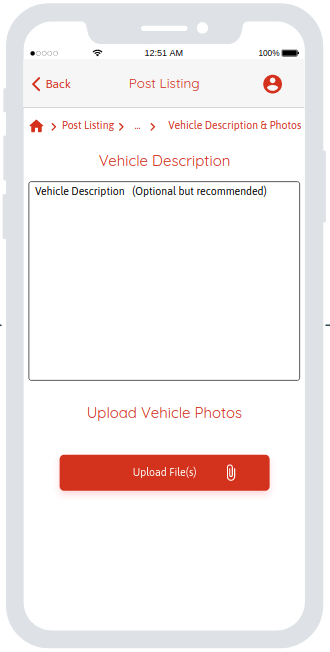 12:51 AM 100%
Back Post Listing
Post Listing ... Vehicle Description & Photos
Vehicle Description
Vehicle Description (Optional but recommended)
Upload Vehicle Photos
Upload File(s)